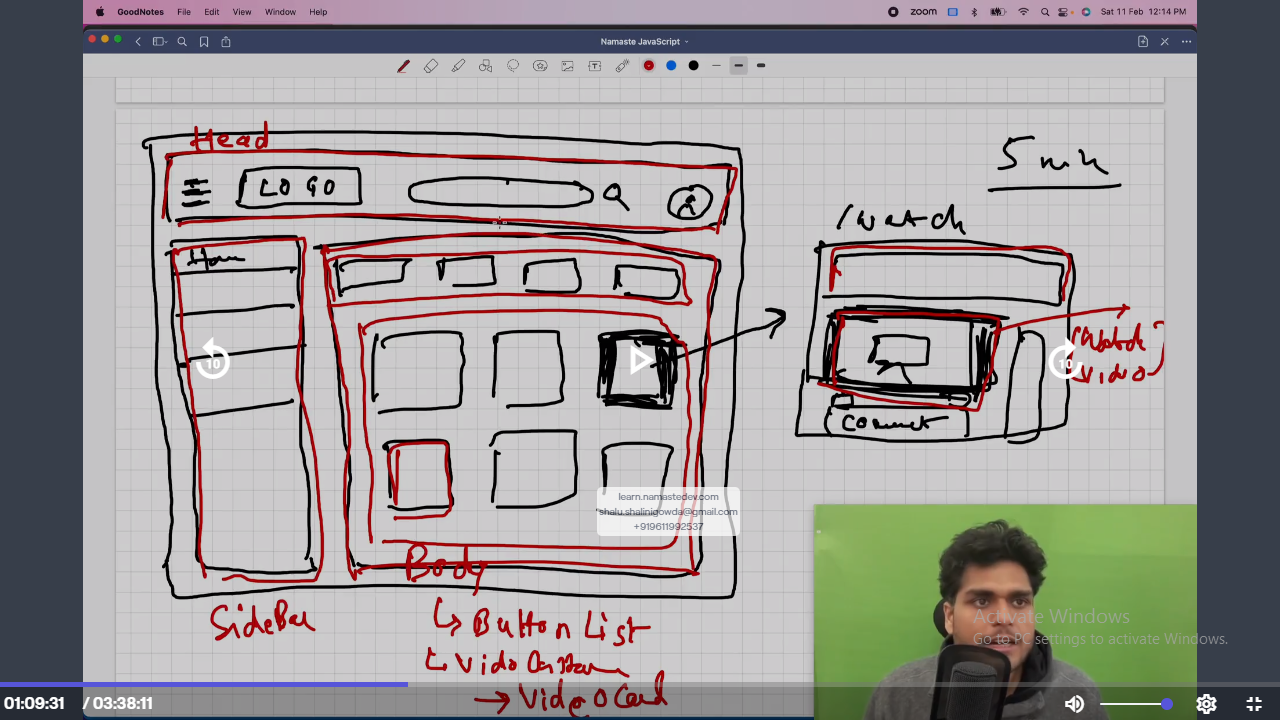 GoodNotes File Edit View Window Help
zoom
Sat 11 Feb 12:14 PM
Namaste JavaScript
Head
LOGO
5 min
/watch
Home
(Watch
Video)
Comment
learn.namastedev.com
shalu.shalinigowda@gmail.com
+919611992537
Body
SideBar
Button List
Video Container
Video Card
10
10
Activate Windows
Go to PC settings to activate Windows.
01:09:31 / 03:38:11